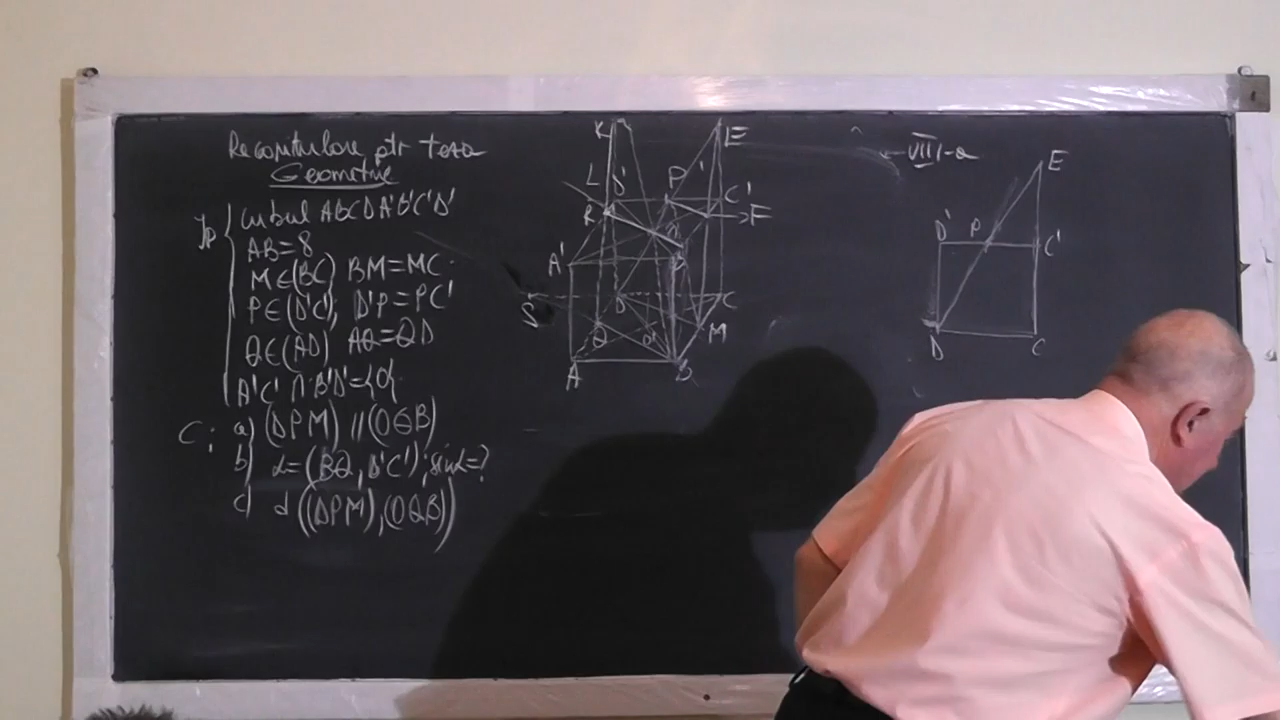 Recapitulare ptr teza
Geometrie
Ip cubul ABCDA'B'C'D'
AB=8
M∈(BC) BM=MC
P∈(D'C'), D'P=PC'
Q∈(AD) AQ=QD
A'C'∩B'D'={O}
C: a) (DPM) // (OQB)
b) α=(BQ, D'C'); sinα=?
c) d((DPM),(OQB))
K E
L P C'
R F
A'
S D C
Q O' M
A B
VIII-a
E
D' P C'
D C